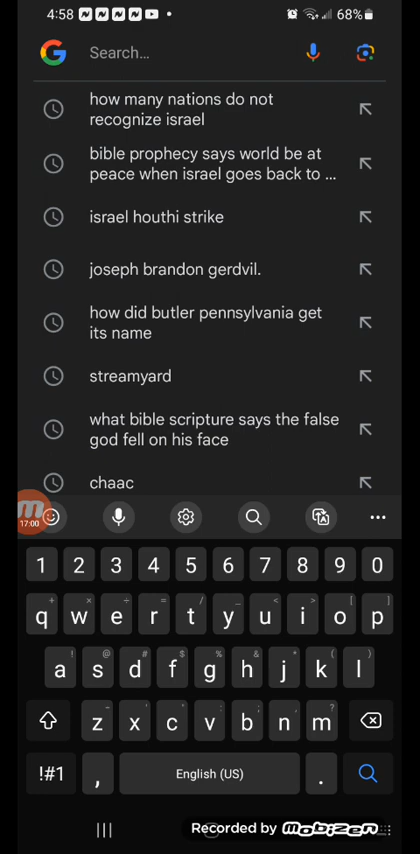 4:58
68%
Search...
how many nations do not
recognize israel
bible prophecy says world be at
peace when israel goes back to ...
israel houthi strike
joseph brandon gerdvil.
how did butler pennsylvania get
its name
streamyard
what bible scripture says the false
god fell on his face
chaac
17:00
1 2 3 4 5 6 7 8 9 0
q w e r t y u i o p
a s d f g h j k l
z x c v b n m
!#1 , English (US) .
Recorded by mobizen